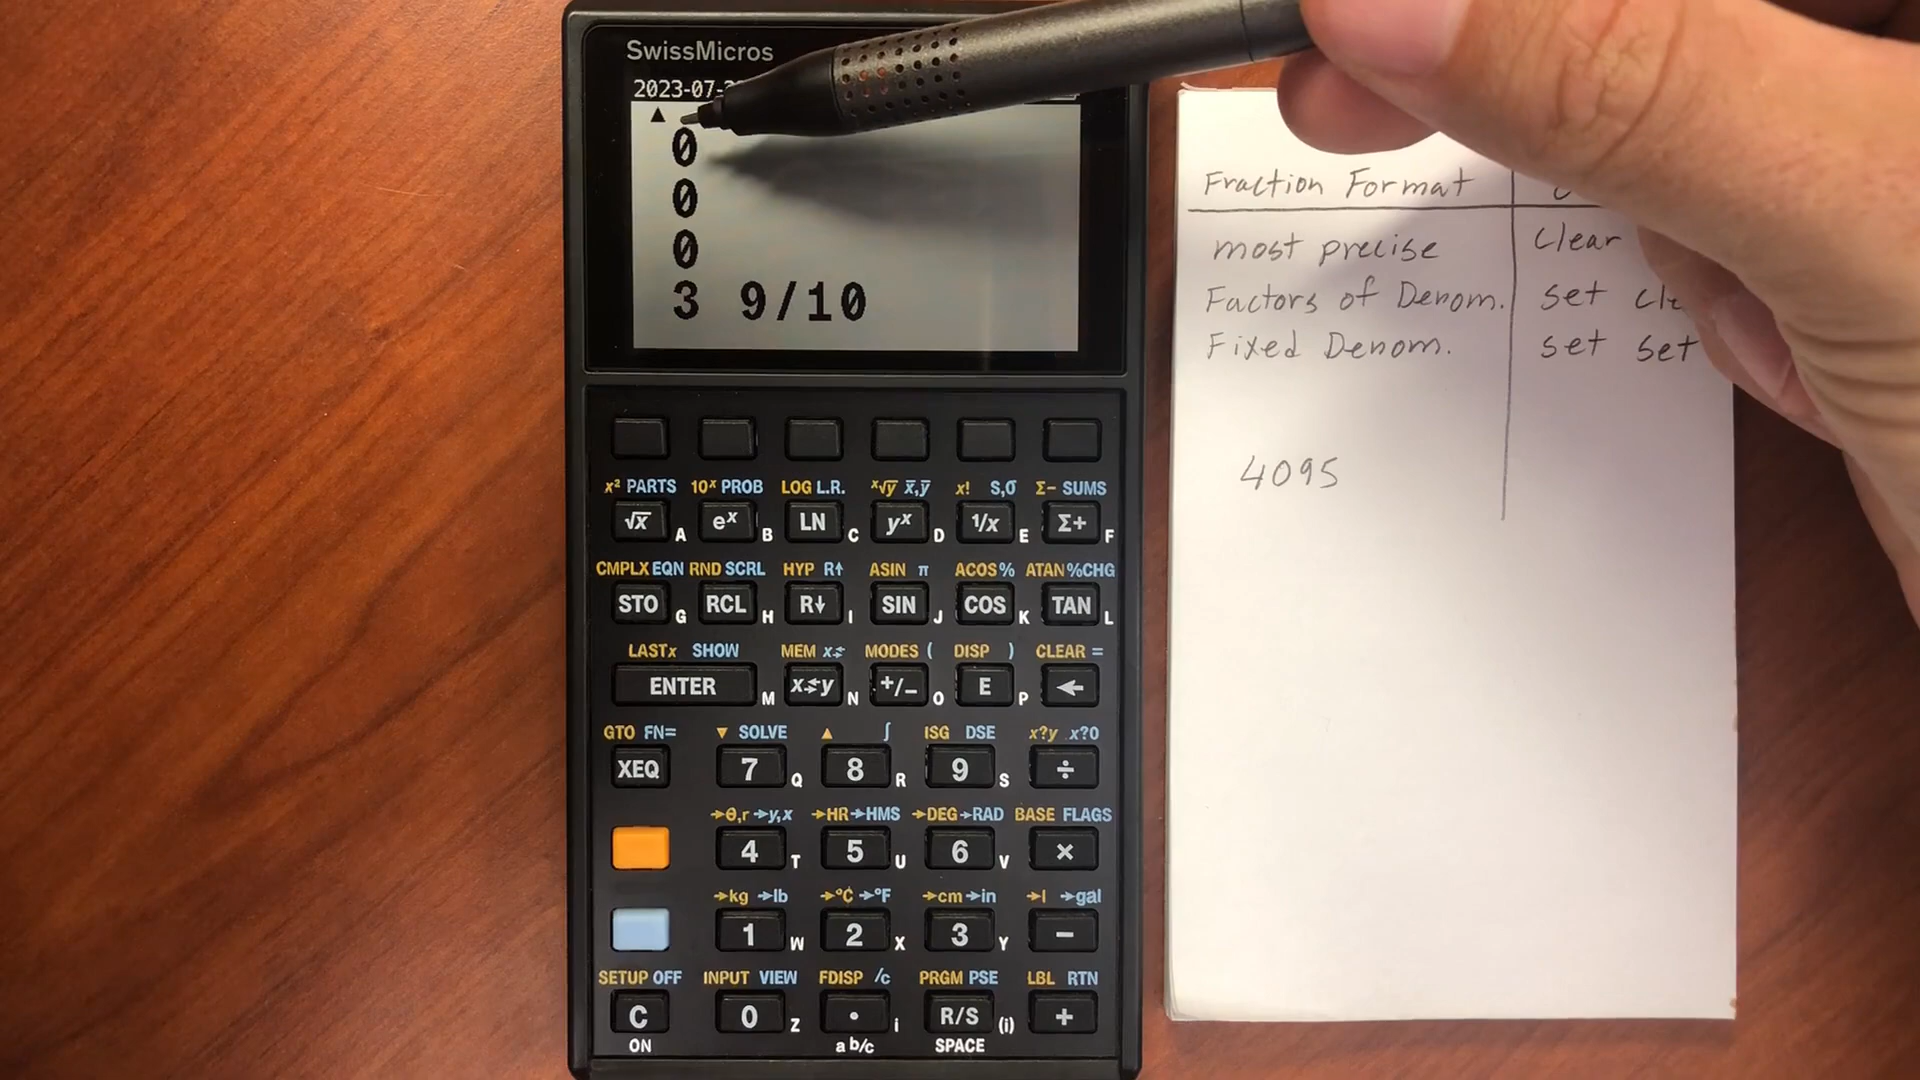 SwissMicros
2023-07-2
▲
0
0
0
3 9/10
x² PARTS 10ˣ PROB LOG L.R. ˣ√y x̄,ȳ x! S,σ Σ− SUMS
√x A eˣ B LN C yˣ D 1/x E Σ+ F
CMPLX EQN RND SCRL HYP R↑ ASIN π ACOS % ATAN %CHG
STO G RCL H R↓ I SIN J COS K TAN L
LASTx SHOW MEM x⇆ MODES ( DISP ) CLEAR =
ENTER M x⇆y N +/− O E P ←
GTO FN= ▼ SOLVE ▲ ∫ ISG DSE x?y x?0
XEQ 7 Q 8 R 9 S ÷
→θ,r →y,x →HR →HMS →DEG →RAD BASE FLAGS
4 T 5 U 6 V ×
→kg →lb →°C →°F →cm →in →l →gal
1 W 2 X 3 Y −
SETUP OFF INPUT VIEW FDISP /c PRGM PSE LBL RTN
C 0 Z • i R/S (i) +
ON a b/c SPACE
Fraction Format
most precise clear
Factors of Denom. set
Fixed Denom. set set
4095